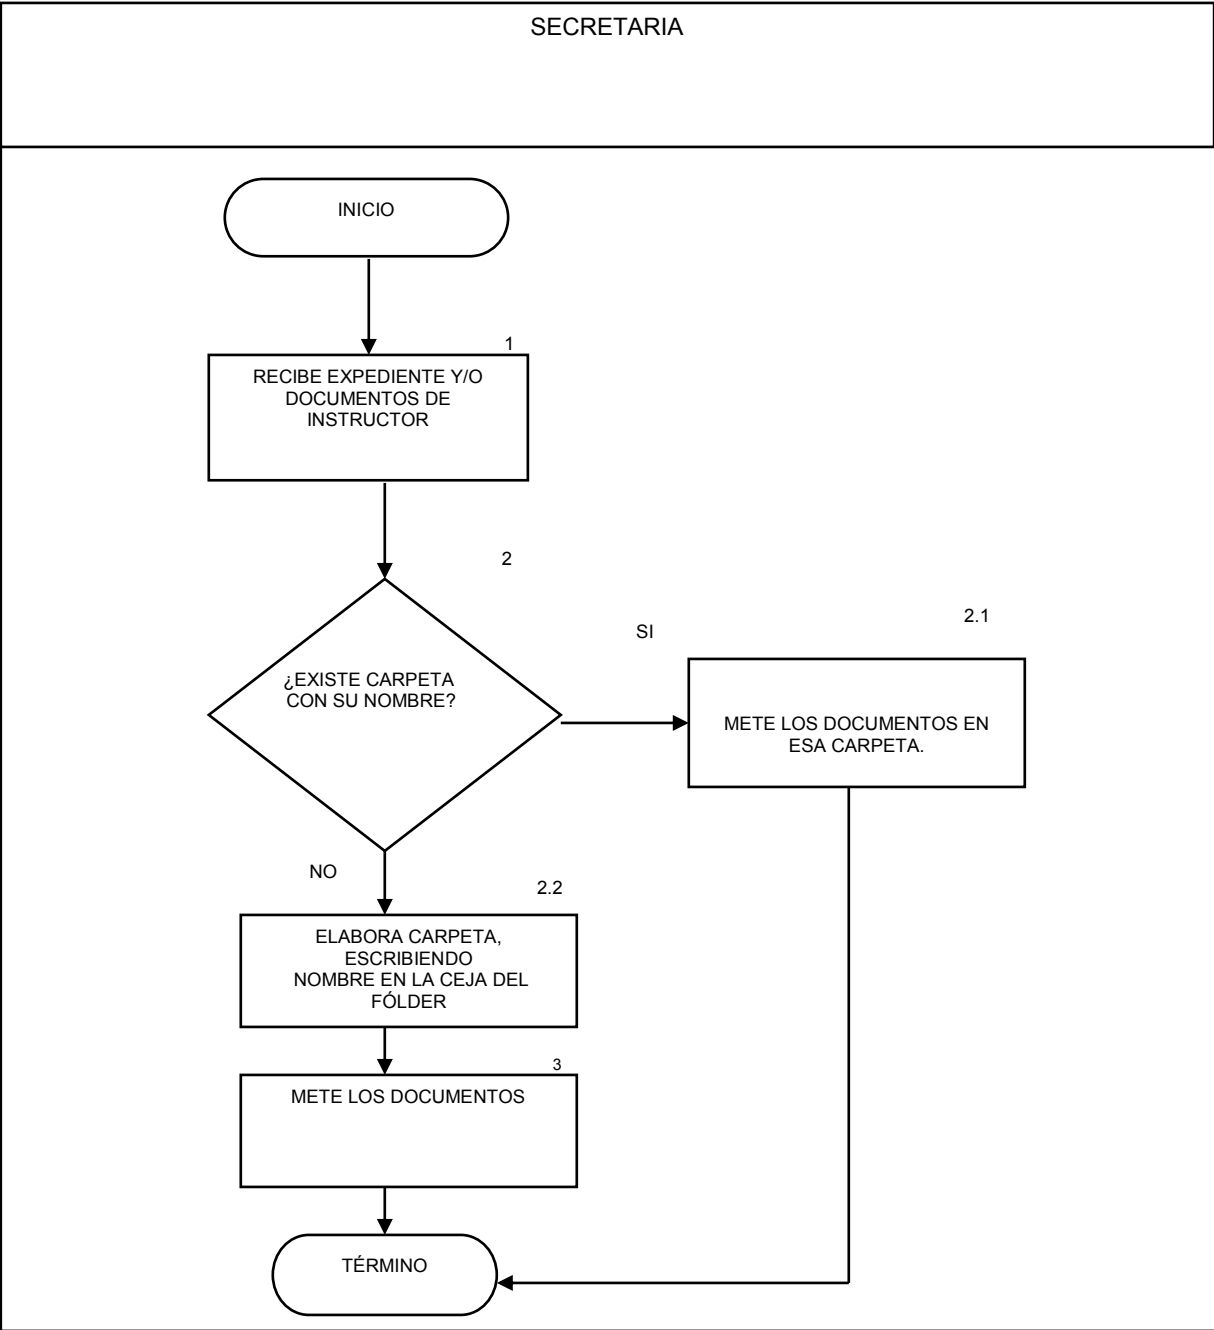 SECRETARIA
INICIO
1
RECIBE EXPEDIENTE Y/O
DOCUMENTOS DE
INSTRUCTOR
2
¿EXISTE CARPETA
CON SU NOMBRE?
SI
2.1
METE LOS DOCUMENTOS EN
ESA CARPETA.
NO
2.2
ELABORA CARPETA,
ESCRIBIENDO
NOMBRE EN LA CEJA DEL
FÓLDER
3
METE LOS DOCUMENTOS
TÉRMINO